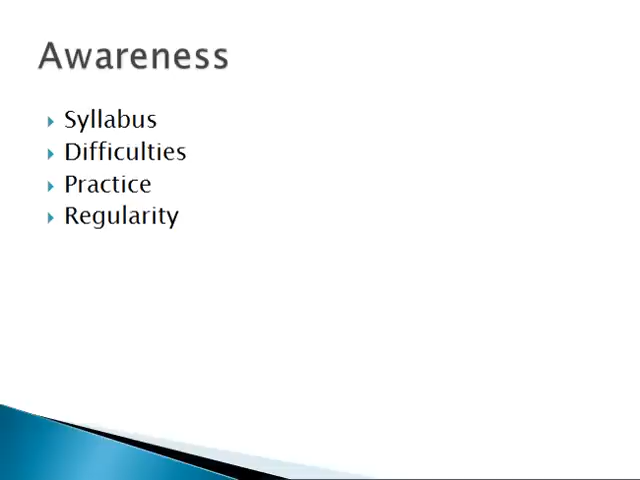 Awareness
Syllabus
Difficulties
Practice
Regularity